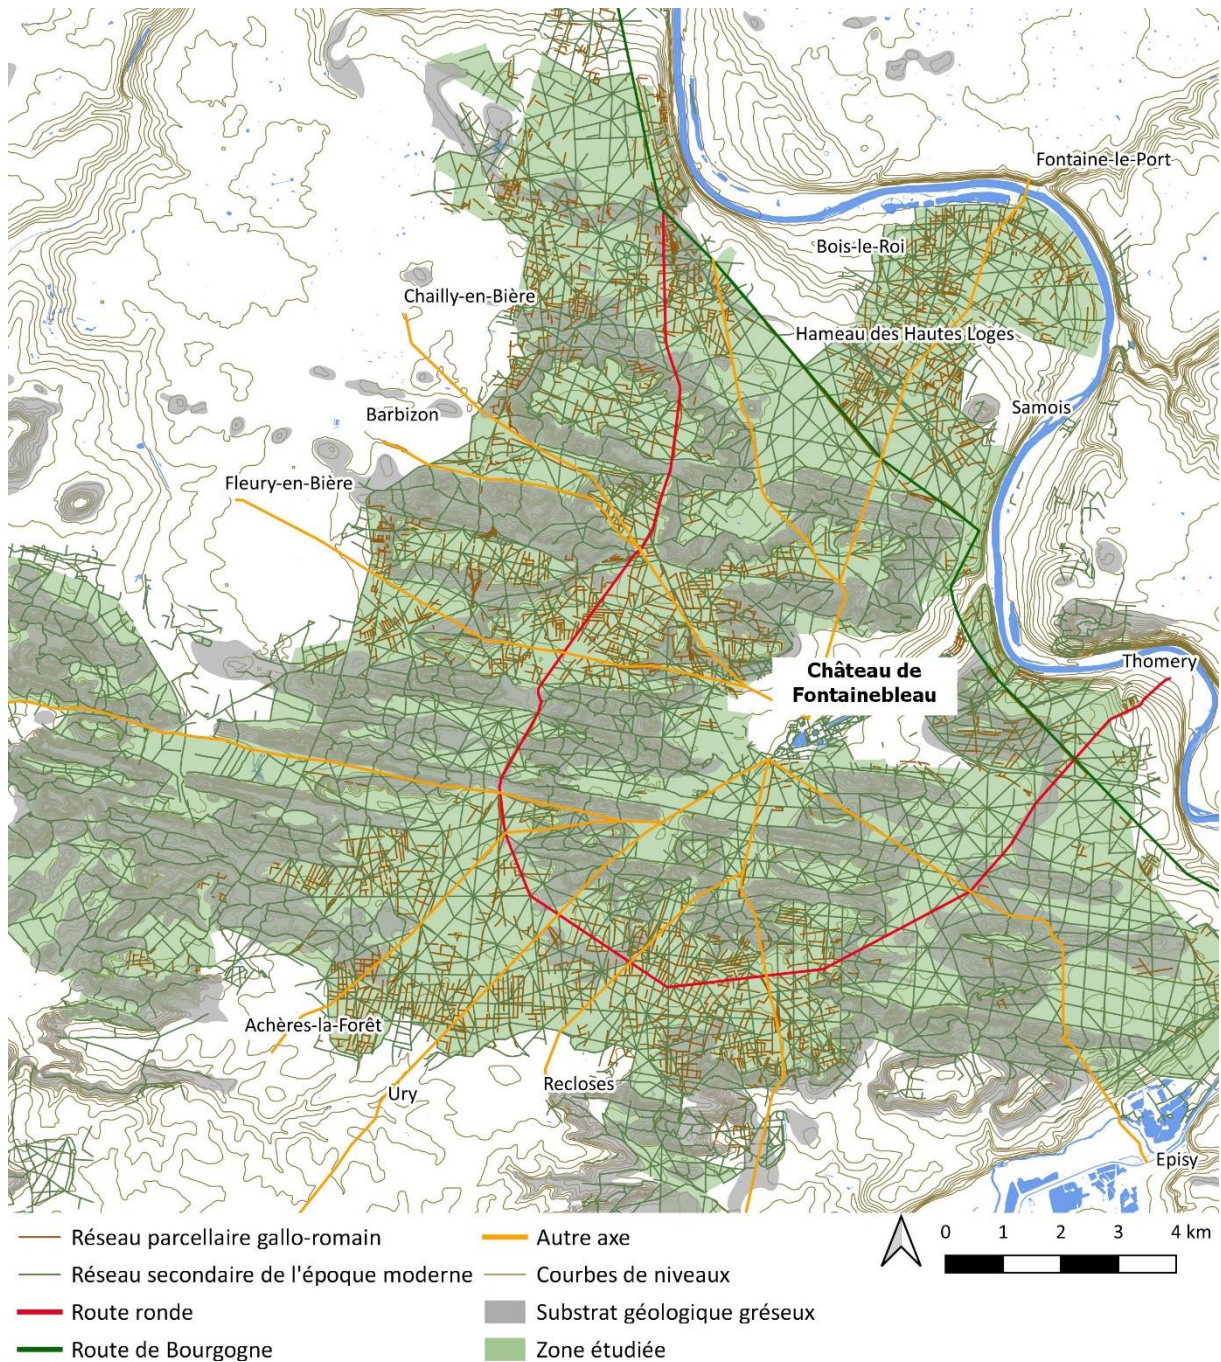 Fontaine-le-Port
Bois-le-Roi
Chailly-en-Bière
Hameau des Hautes Loges
Barbizon
Samois
Fleury-en-Bière
Thomery
Château de
Fontainebleau
Achères-la-Forêt
Ury
Recloses
Episy
0 1 2 3 4 km
Réseau parcellaire gallo-romain
Réseau secondaire de l'époque moderne
Route ronde
Route de Bourgogne
Autre axe
Courbes de niveaux
Substrat géologique gréseux
Zone étudiée